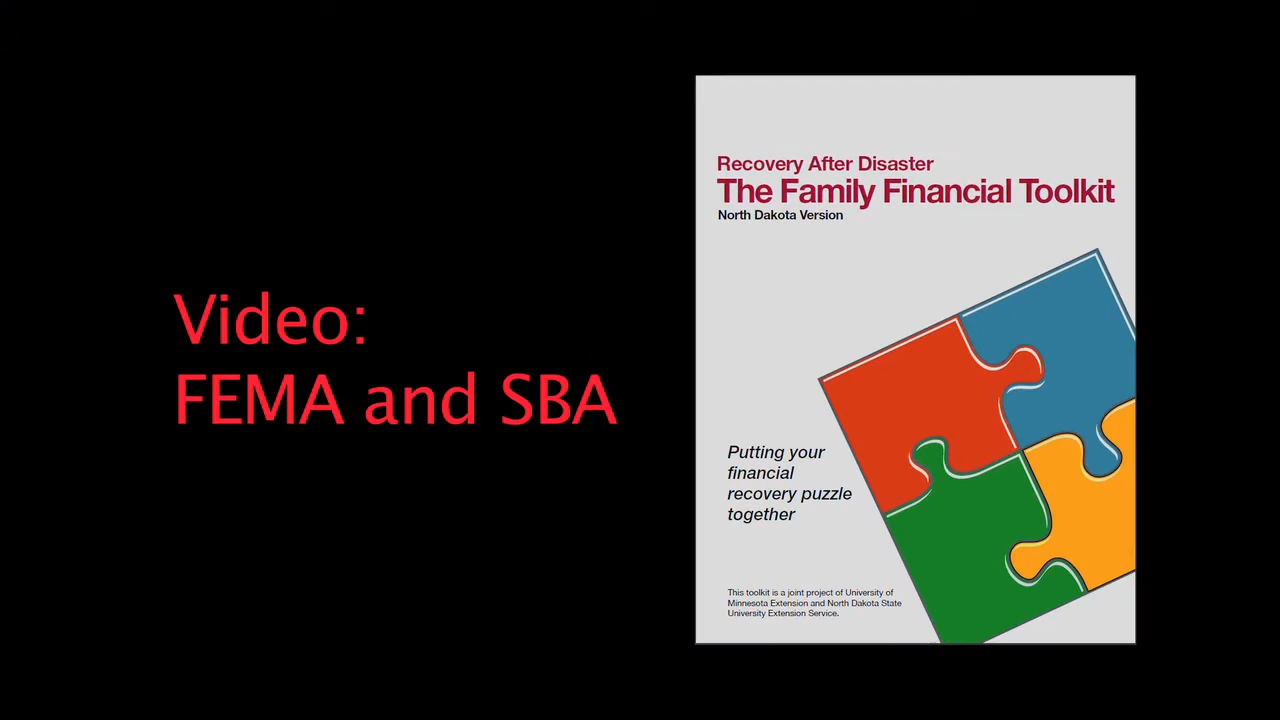 Video:
FEMA and SBA
Recovery After Disaster
The Family Financial Toolkit
North Dakota Version
Putting your
financial
recovery puzzle
together
This toolkit is a joint project of University of
Minnesota Extension and North Dakota State
University Extension Service.